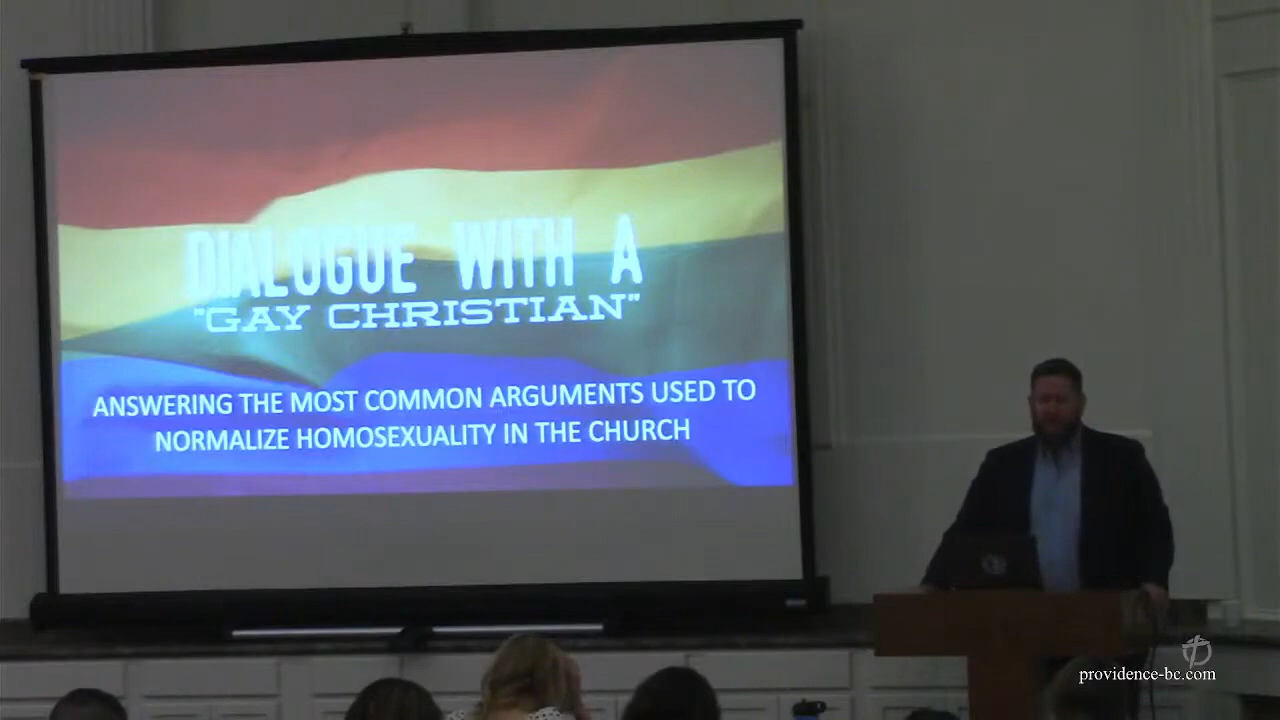 DIALOGUE WITH A
"GAY CHRISTIAN"
ANSWERING THE MOST COMMON ARGUMENTS USED TO
NORMALIZE HOMOSEXUALITY IN THE CHURCH
providence-bc.com